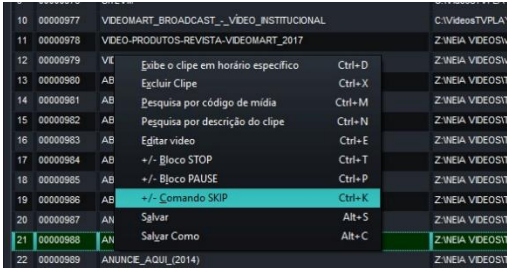 10 00000977 VIDEOMART_BROADCAST_-_VÍDEO_INSTITUCIONAL C:\VideosTVPLAY
11 00000978 VIDEO-PRODUTOS-REVISTA-VIDEOMART_2017 Z:\NEIA VIDEOS\
12 00000979 Z:\NEIA VIDEOS\
Exibe o clipe em horário específico Ctrl+D
13 00000980 AB Z:\NEIA VIDEOS\T
Excluir Clipe Ctrl+X
14 00000981 AB Z:\NEIA VIDEOS\T
Pesquisa por código de mídia Ctrl+M
15 00000982 AB Z:\NEIA VIDEOS\T
Pesquisa por descrição do clipe Ctrl+N
16 00000983 AB Z:\NEIA VIDEOS\T
Editar video Ctrl+E
17 00000984 AB Z:\NEIA VIDEOS\T
+/- Bloco STOP Ctrl+T
18 00000985 AB Z:\NEIA VIDEOS\T
+/- Bloco PAUSE Ctrl+P
19 00000986 AB Z:\NEIA VIDEOS\T
+/- Comando SKIP Ctrl+K
20 00000987 AN Z:\NEIA VIDEOS\T
Salvar Alt+S
21 00000988 AN Z:\NEIA VIDEOS\T
Salvar Como Alt+C
22 00000989 ANUNCIE_AQUI_(2014) Z:\NEIA VIDEOS\T